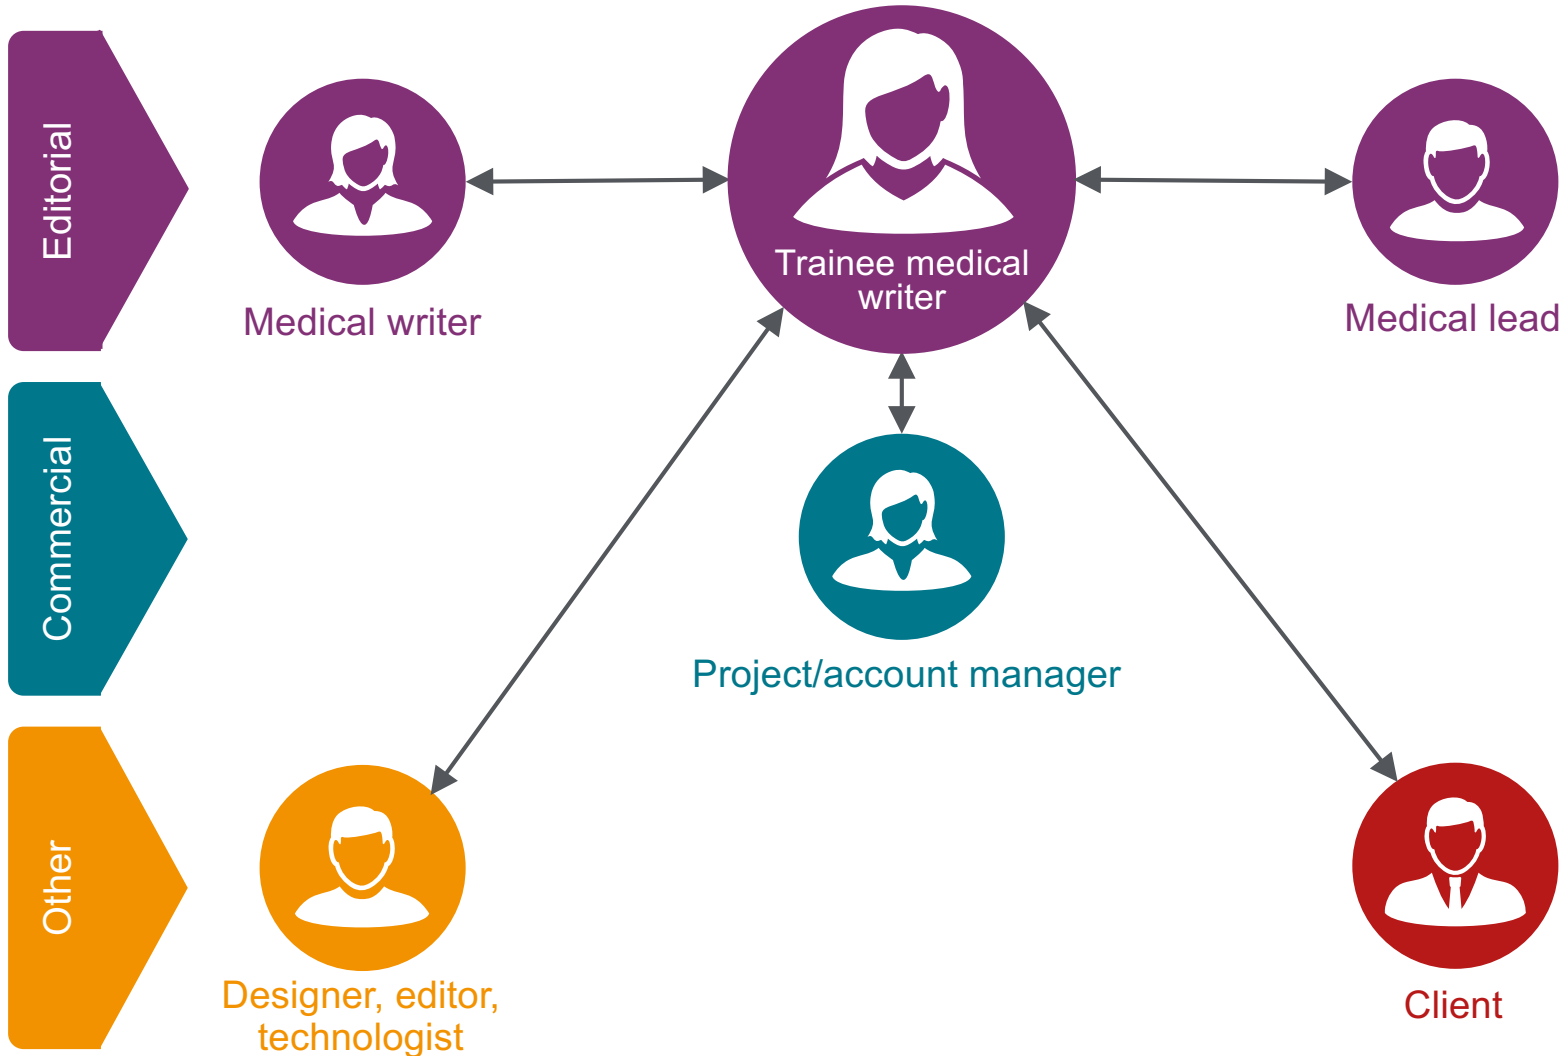 Editorial
Trainee medical
writer
Medical writer
Medical lead
Commercial
Project/account manager
Other
Designer, editor,
technologist
Client